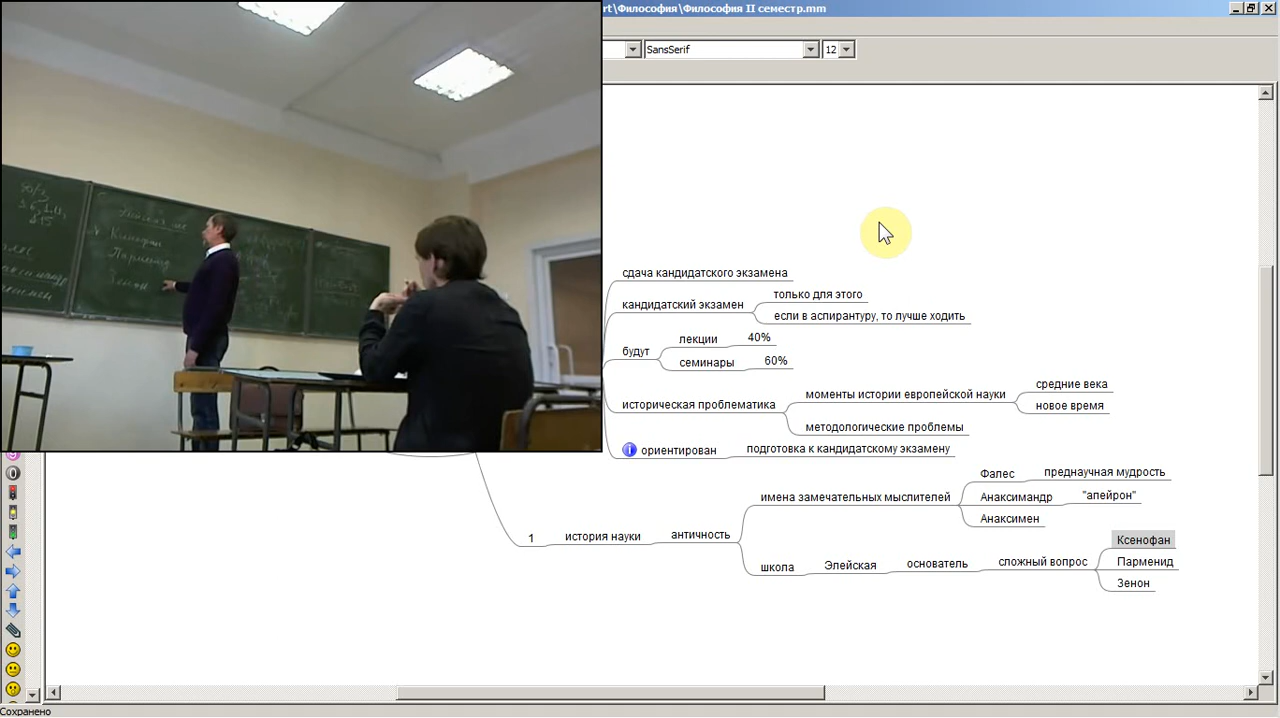 rt\Философия\Философия II семестр.mm
SansSerif
12
сдача кандидатского экзамена
кандидатский экзамен
только для этого
если в аспирантуру, то лучше ходить
будут
лекции
40%
семинары
60%
историческая проблематика
моменты истории европейской науки
средние века
новое время
методологические проблемы
ориентирован
подготовка к кандидатскому экзамену
1
история науки
античность
имена замечательных мыслителей
Фалес
преднаучная мудрость
Анаксимандр
"апейрон"
Анаксимен
школа
Элейская
основатель
сложный вопрос
Ксенофан
Парменид
Зенон
Сохранено
Ксенофан
Парменид
Зенон